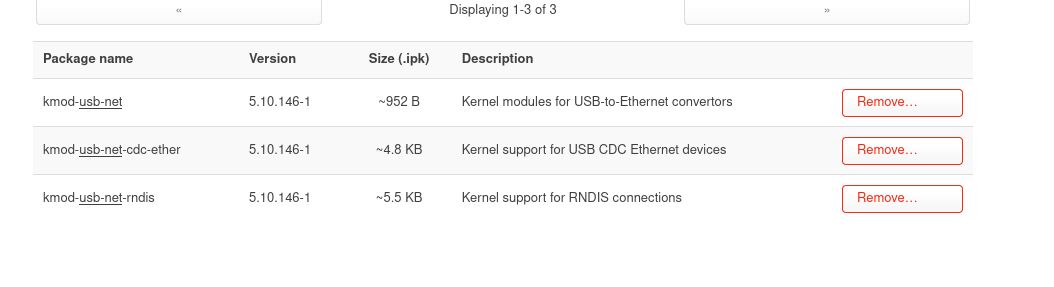 « Displaying 1-3 of 3 »
Package name Version Size (.ipk) Description
kmod-usb-net 5.10.146-1 ~952 B Kernel modules for USB-to-Ethernet convertors Remove…
kmod-usb-net-cdc-ether 5.10.146-1 ~4.8 KB Kernel support for USB CDC Ethernet devices Remove…
kmod-usb-net-rndis 5.10.146-1 ~5.5 KB Kernel support for RNDIS connections Remove…